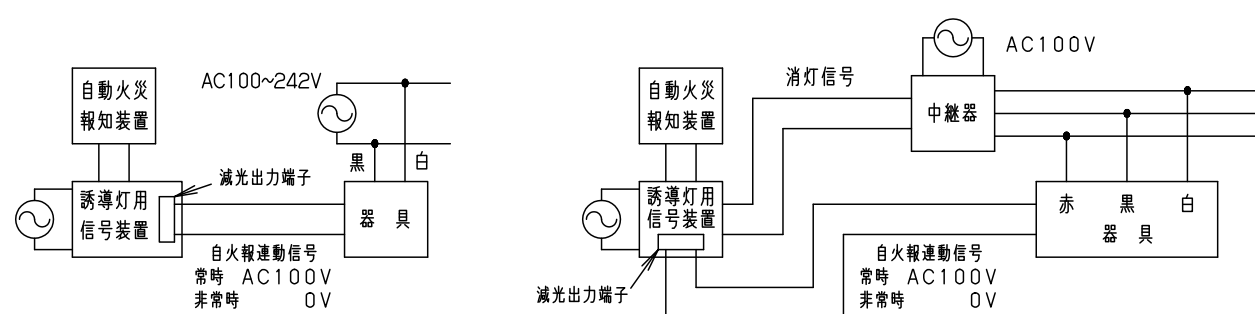 自動火災
報知装置
AC100~242V
黒
白
減光出力端子
誘導灯用
信号装置
器 具
自火報連動信号
常時 AC100V
非常時 0V
AC100V
消灯信号
自動火災
報知装置
中継器
誘導灯用
信号装置
赤 黒 白
器 具
減光出力端子
自火報連動信号
常時 AC100V
非常時 0V